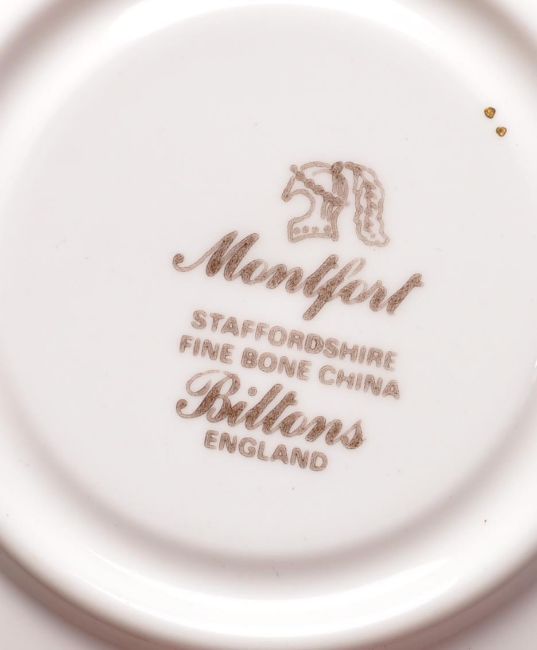 Montfort
STAFFORDSHIRE
FINE BONE CHINA
Biltons
ENGLAND